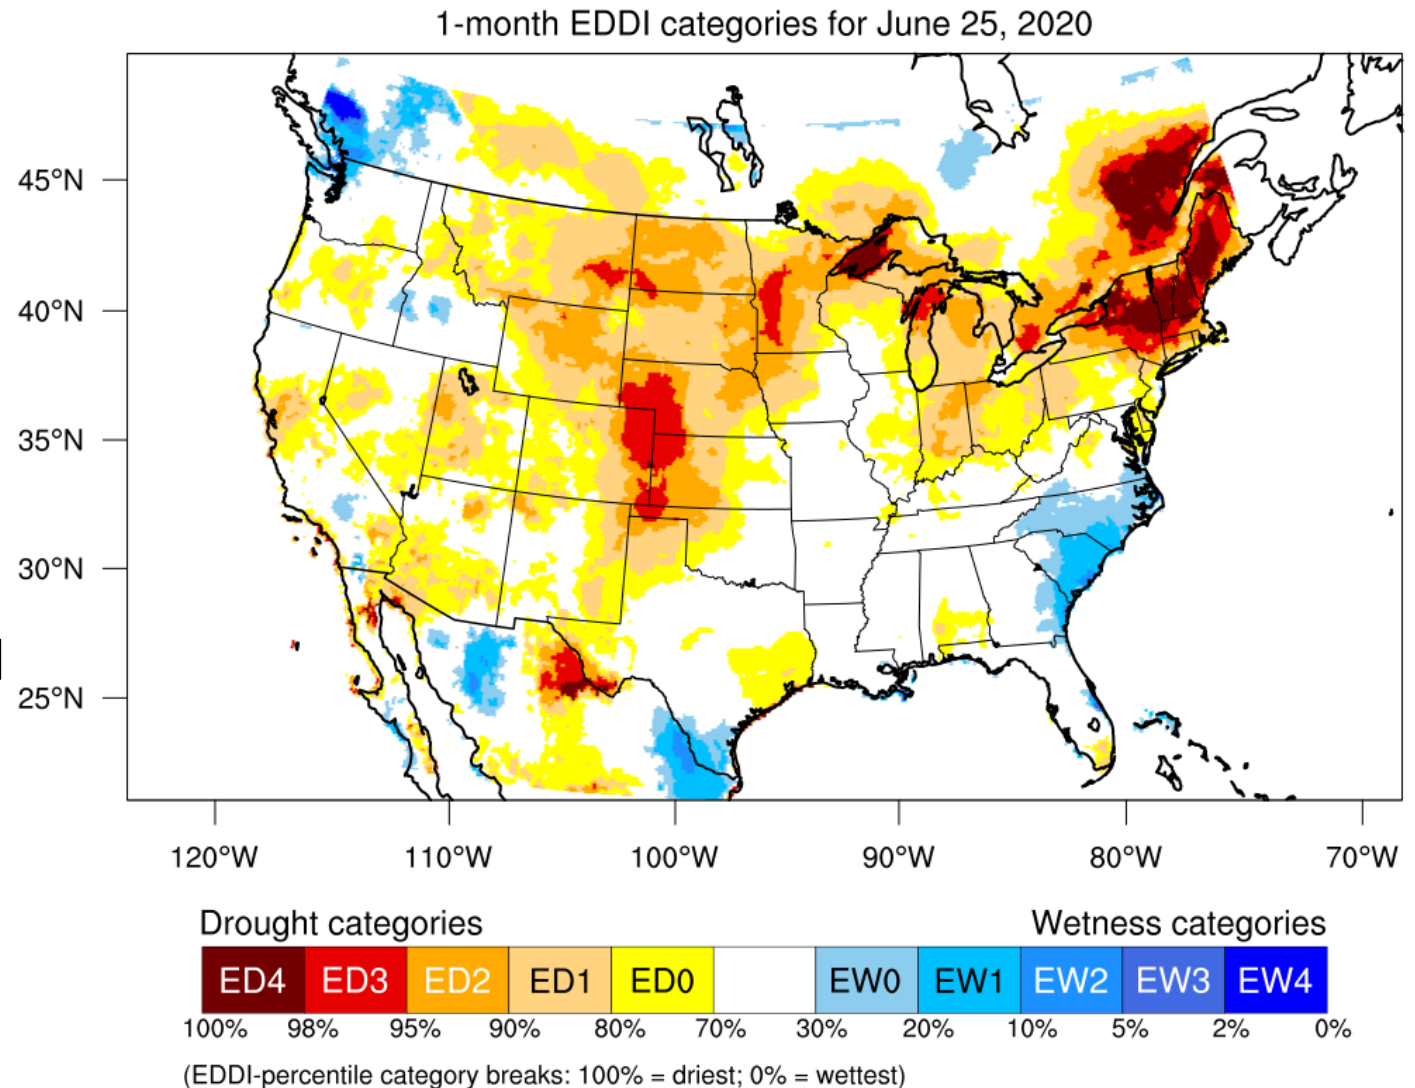 1-month EDDI categories for June 25, 2020
45°N
40°N
35°N
30°N
25°N
120°W 110°W 100°W 90°W 80°W 70°W
Drought categories Wetness categories
ED4 ED3 ED2 ED1 ED0 EW0 EW1 EW2 EW3 EW4
100% 98% 95% 90% 80% 70% 30% 20% 10% 5% 2% 0%
(EDDI-percentile category breaks: 100% = driest; 0% = wettest)